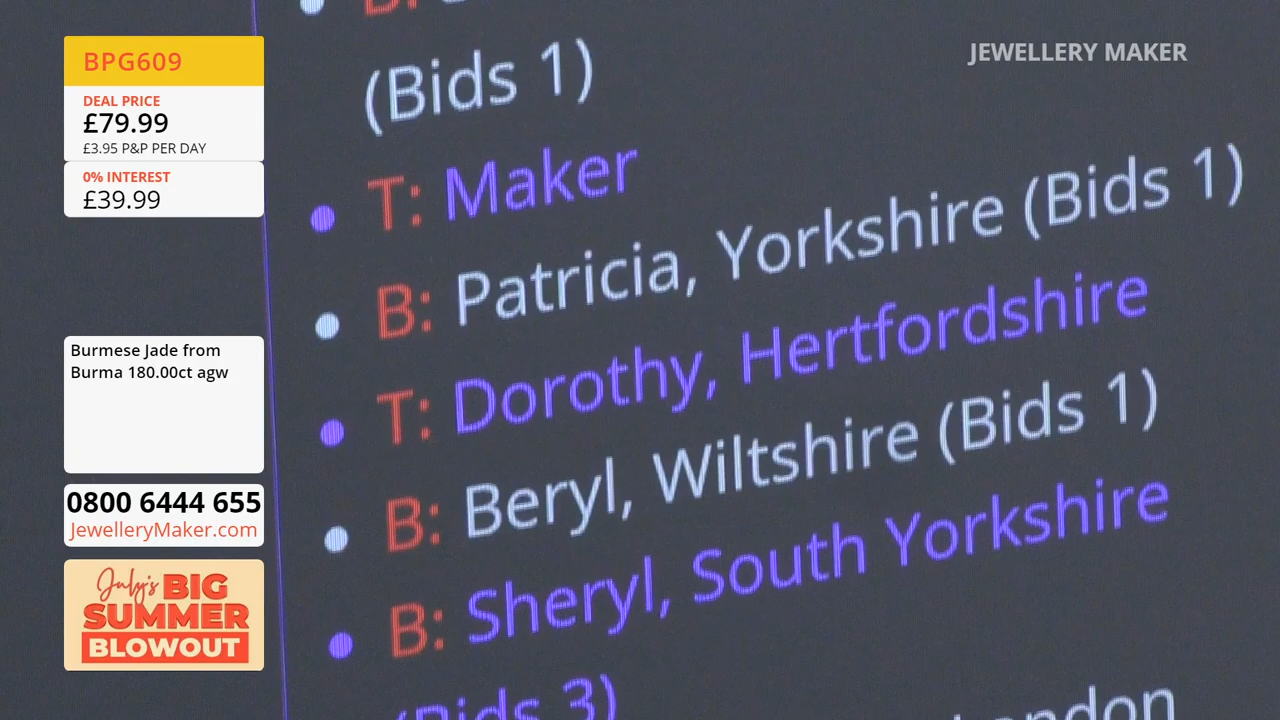 BPG609
DEAL PRICE
£79.99
£3.95 P&P PER DAY
0% INTEREST
£39.99
Burmese Jade from
Burma 180.00ct agw
0800 6444 655
JewelleryMaker.com
July's BIG
SUMMER
BLOWOUT
JEWELLERY MAKER
B:
(Bids 1)
T: Maker
B: Patricia, Yorkshire (Bids 1)
T: Dorothy, Hertfordshire
B: Beryl, Wiltshire (Bids 1)
B: Sheryl, South Yorkshire
(Bids 3)